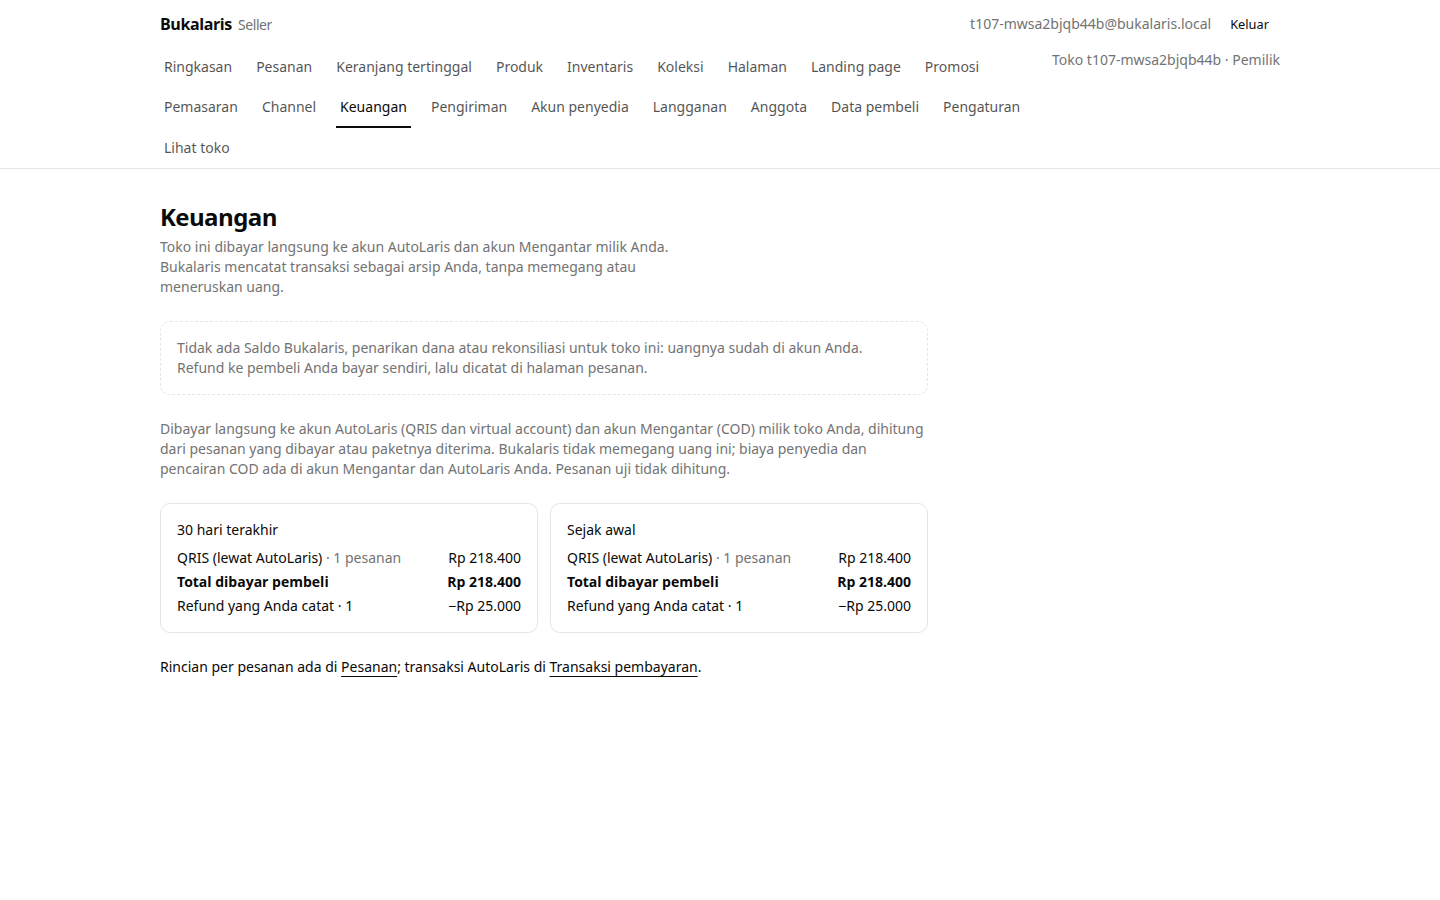 Bukalaris Seller
t107-mwsa2bjqb44b@bukalaris.local Keluar
Ringkasan Pesanan Keranjang tertinggal Produk Inventaris Koleksi Halaman Landing page Promosi
Toko t107-mwsa2bjqb44b · Pemilik
Pemasaran Channel Keuangan Pengiriman Akun penyedia Langganan Anggota Data pembeli Pengaturan
Lihat toko
Keuangan
Toko ini dibayar langsung ke akun AutoLaris dan akun Mengantar milik Anda.
Bukalaris mencatat transaksi sebagai arsip Anda, tanpa memegang atau
meneruskan uang.
Tidak ada Saldo Bukalaris, penarikan dana atau rekonsiliasi untuk toko ini: uangnya sudah di akun Anda.
Refund ke pembeli Anda bayar sendiri, lalu dicatat di halaman pesanan.
Dibayar langsung ke akun AutoLaris (QRIS dan virtual account) dan akun Mengantar (COD) milik toko Anda, dihitung
dari pesanan yang dibayar atau paketnya diterima. Bukalaris tidak memegang uang ini; biaya penyedia dan
pencairan COD ada di akun Mengantar dan AutoLaris Anda. Pesanan uji tidak dihitung.
30 hari terakhir
QRIS (lewat AutoLaris) · 1 pesanan Rp 218.400
Total dibayar pembeli Rp 218.400
Refund yang Anda catat · 1 −Rp 25.000
Sejak awal
QRIS (lewat AutoLaris) · 1 pesanan Rp 218.400
Total dibayar pembeli Rp 218.400
Refund yang Anda catat · 1 −Rp 25.000
Rincian per pesanan ada di Pesanan; transaksi AutoLaris di Transaksi pembayaran.